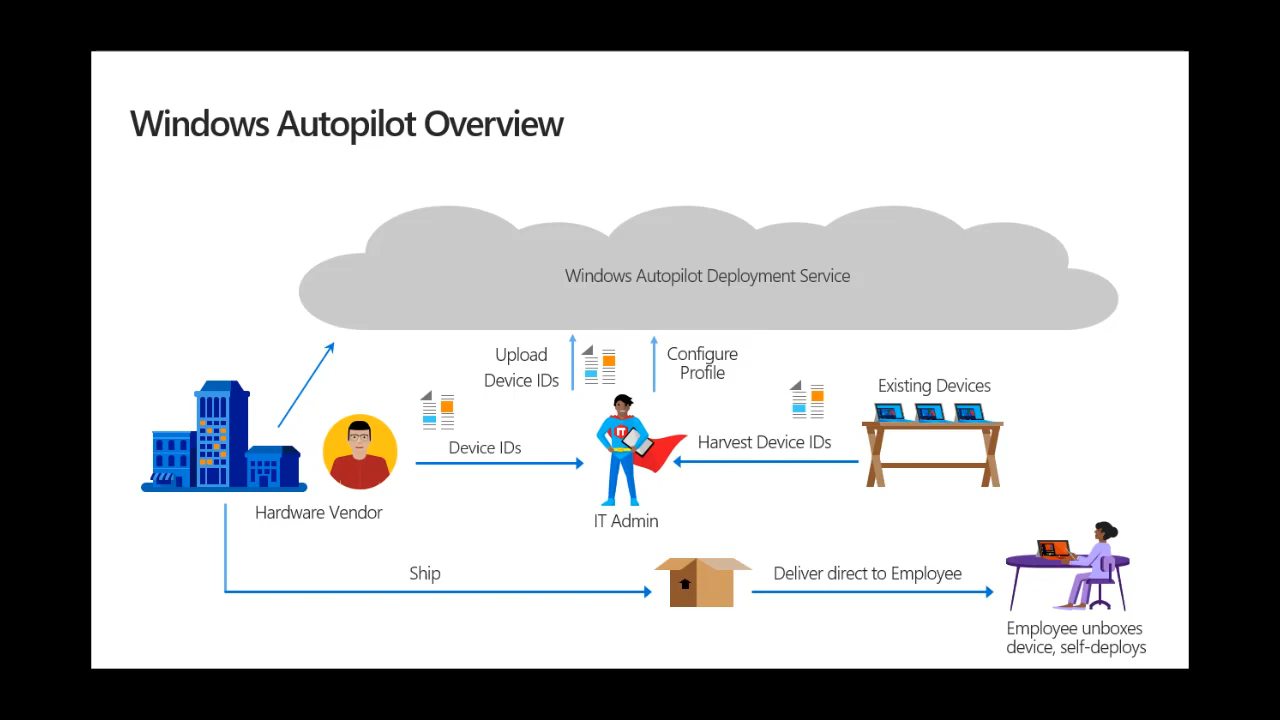 Windows Autopilot Overview
Windows Autopilot Deployment Service
Upload
Device IDs
Configure
Profile
Existing Devices
Device IDs
IT
Harvest Device IDs
Hardware Vendor
IT Admin
Ship
Deliver direct to Employee
Employee unboxes
device, self-deploys